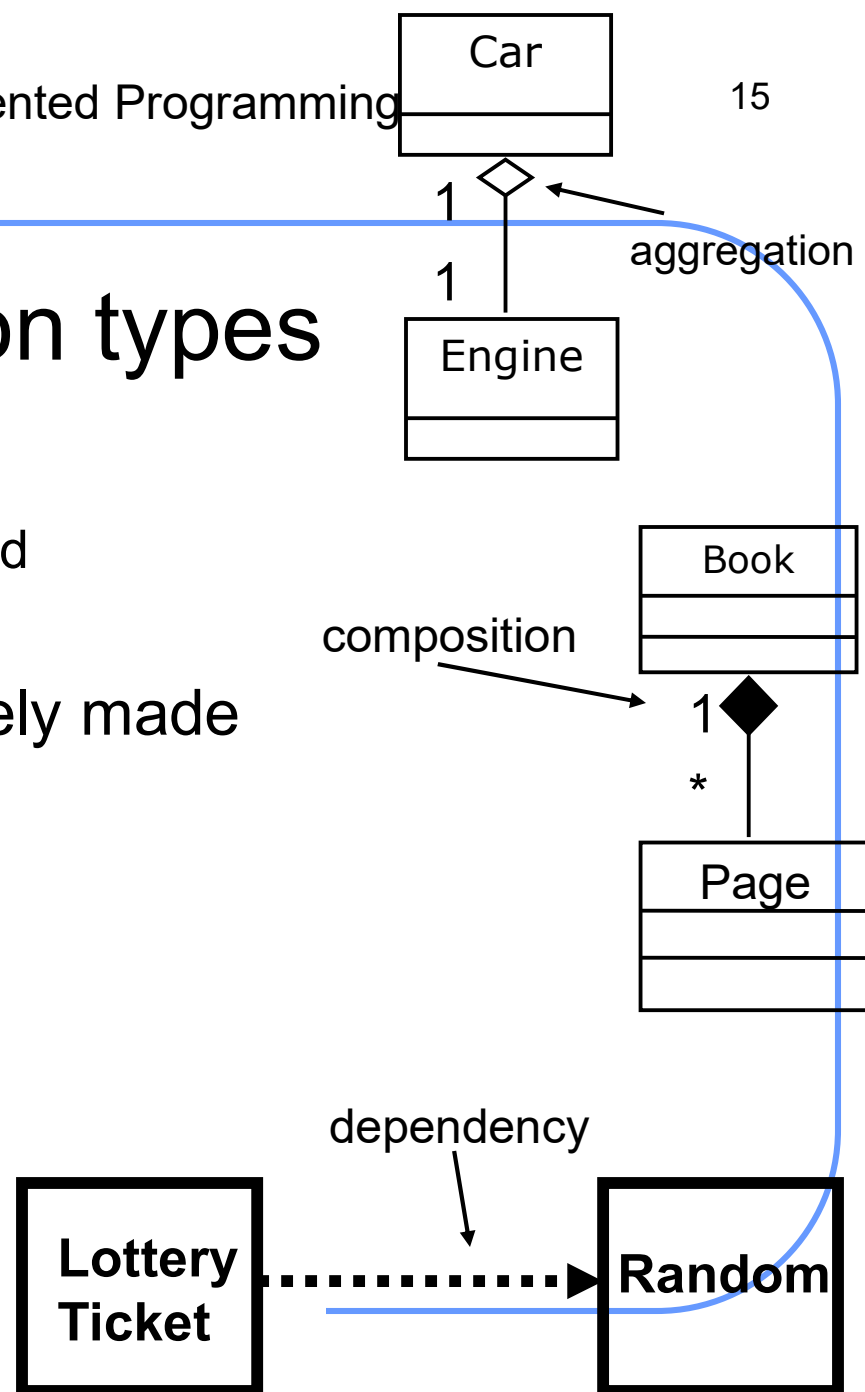 Car
ented Programming
15
1
aggregation
1
on types
Engine
d
Book
composition
ely made
1
*
Page
dependency
Lottery
Ticket
Random